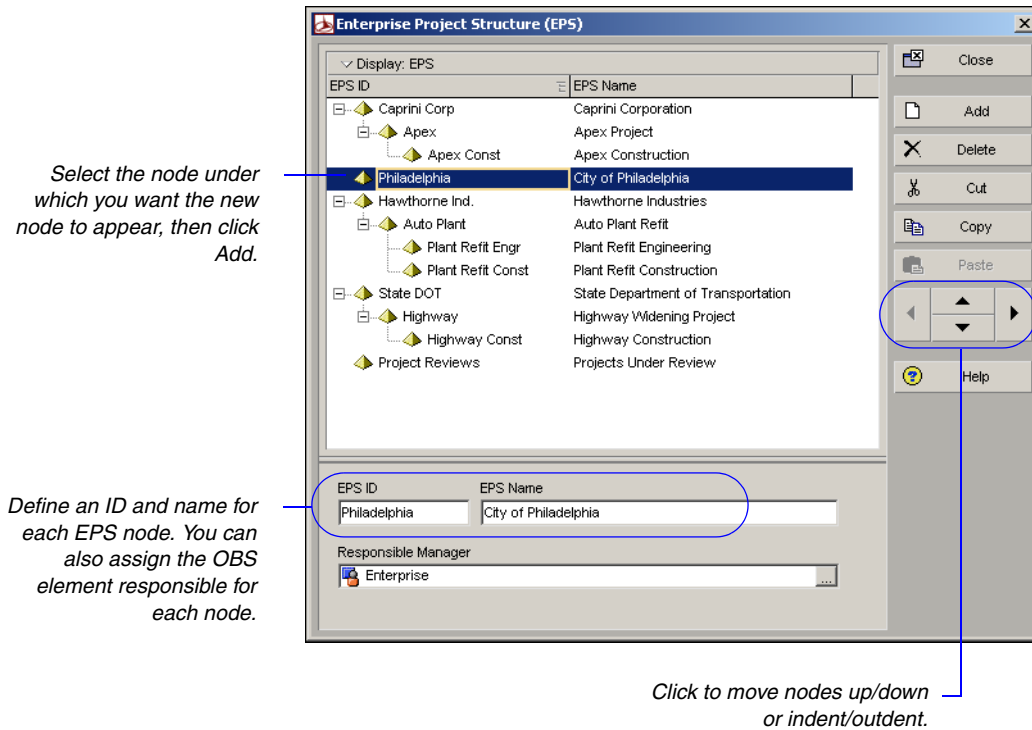 Enterprise Project Structure (EPS)
Display: EPS
EPS ID EPS Name
Caprini Corp Caprini Corporation
Apex Apex Project
Apex Const Apex Construction
Philadelphia City of Philadelphia
Hawthorne Ind. Hawthorne Industries
Auto Plant Auto Plant Refit
Plant Refit Engr Plant Refit Engineering
Plant Refit Const Plant Refit Construction
State DOT State Department of Transportation
Highway Highway Widening Project
Highway Const Highway Construction
Project Reviews Projects Under Review
Close
Add
Delete
Cut
Copy
Paste
Help
Select the node under
which you want the new
node to appear, then click
Add.
EPS ID EPS Name
Philadelphia City of Philadelphia
Responsible Manager
Enterprise
...
Define an ID and name for
each EPS node. You can
also assign the OBS
element responsible for
each node.
Click to move nodes up/down
or indent/outdent.